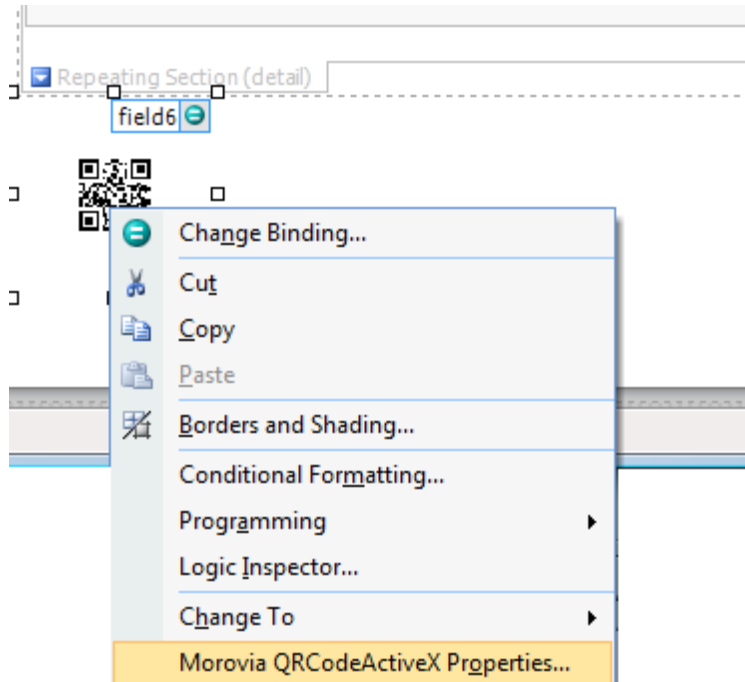 Repeating Section (detail)
field6
Change Binding...
Cut
Copy
Paste
Borders and Shading...
Conditional Formatting...
Programming
Logic Inspector...
Change To
Morovia QRCodeActiveX Properties...